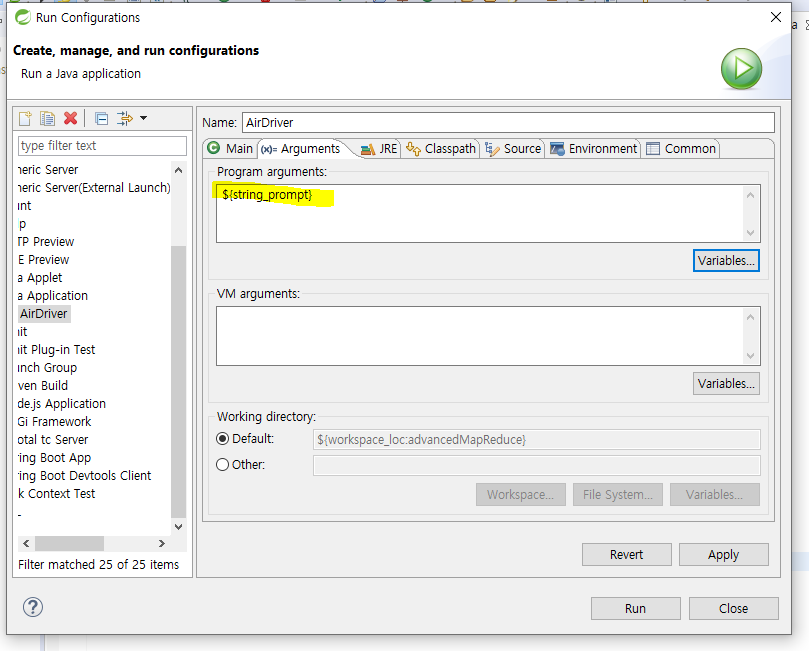 Run Configurations
Create, manage, and run configurations
Run a Java application
type filter text
neric Server
neric Server(External Launch)
int
p
TP Preview
E Preview
a Applet
a Application
AirDriver
nit
nit Plug-in Test
unch Group
ven Build
de.js Application
Gi Framework
otal tc Server
ring Boot App
ring Boot Devtools Client
k Context Test
Filter matched 25 of 25 items
Name: AirDriver
Main (x)= Arguments JRE Classpath Source Environment Common
Program arguments:
${string_prompt}
Variables...
VM arguments:
Variables...
Working directory:
Default: ${workspace_loc:advancedMapReduce}
Other:
Workspace... File System... Variables...
Revert Apply
? Run Close